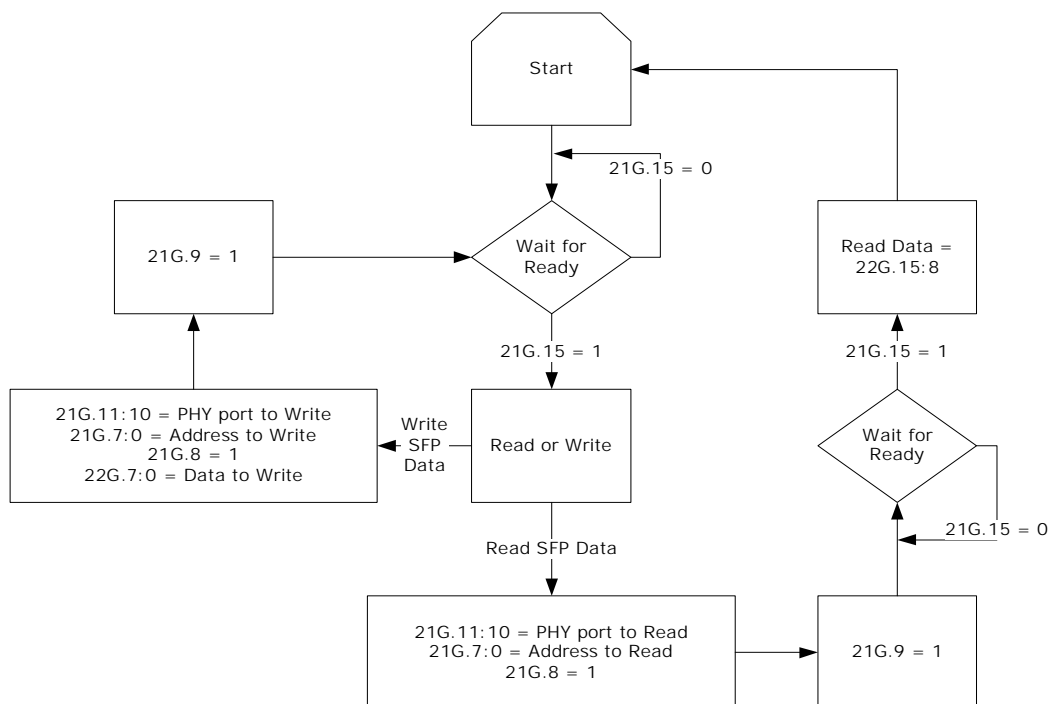 Start
21G.15 = 0
21G.9 = 1
Wait for
Ready
Read Data =
22G.15:8
21G.15 = 1
21G.15 = 1
21G.11:10 = PHY port to Write
21G.7:0 = Address to Write
21G.8 = 1
22G.7:0 = Data to Write
Write
SFP
Data
Read or Write
Wait for
Ready
21G.15 = 0
Read SFP Data
21G.11:10 = PHY port to Read
21G.7:0 = Address to Read
21G.8 = 1
21G.9 = 1